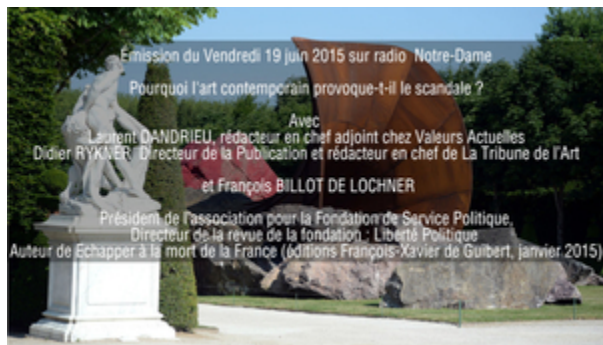 Émission du Vendredi 19 juin 2015 sur radio Notre-Dame
Pourquoi l'art contemporain provoque-t-il le scandale ?
Avec
Laurent DANDRIEU, rédacteur en chef adjoint chez Valeurs Actuelles
Didier RYKNER Directeur de la Publication et rédacteur en chef de La Tribune de l'Art
et François BILLOT DE LOCHNER
Président de l'association pour la Fondation de Service Politique,
Directeur de la revue de la fondation : Liberté Politique
Auteur de Echapper à la mort de la France (éditions François-Xavier de Guibert, janvier 2015)